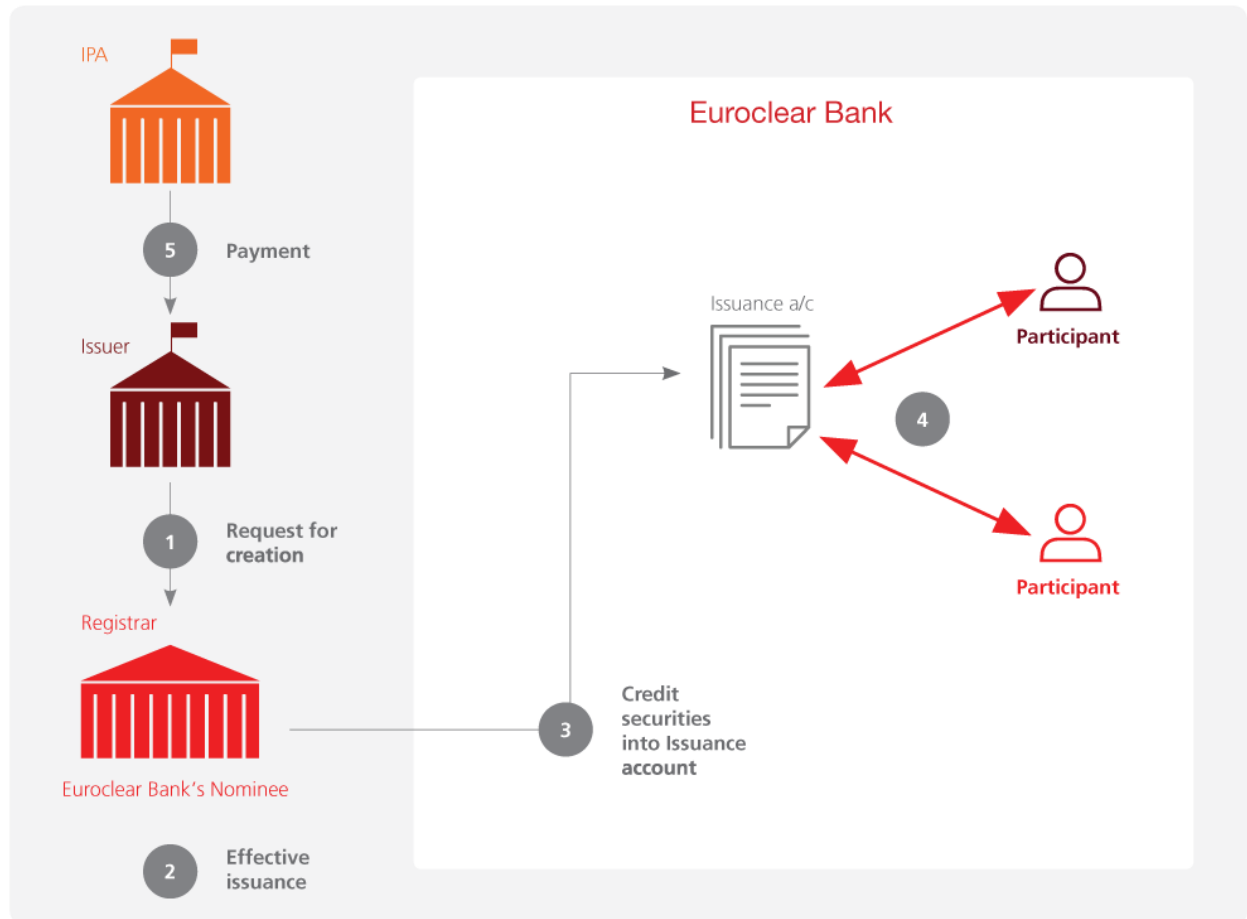 IPA
Euroclear Bank
5
Payment
Issuance a/c
Participant
Issuer
4
1
Request for
creation
Participant
Registrar
3
Credit
securities
into Issuance
account
Euroclear Bank's Nominee
2
Effective
issuance